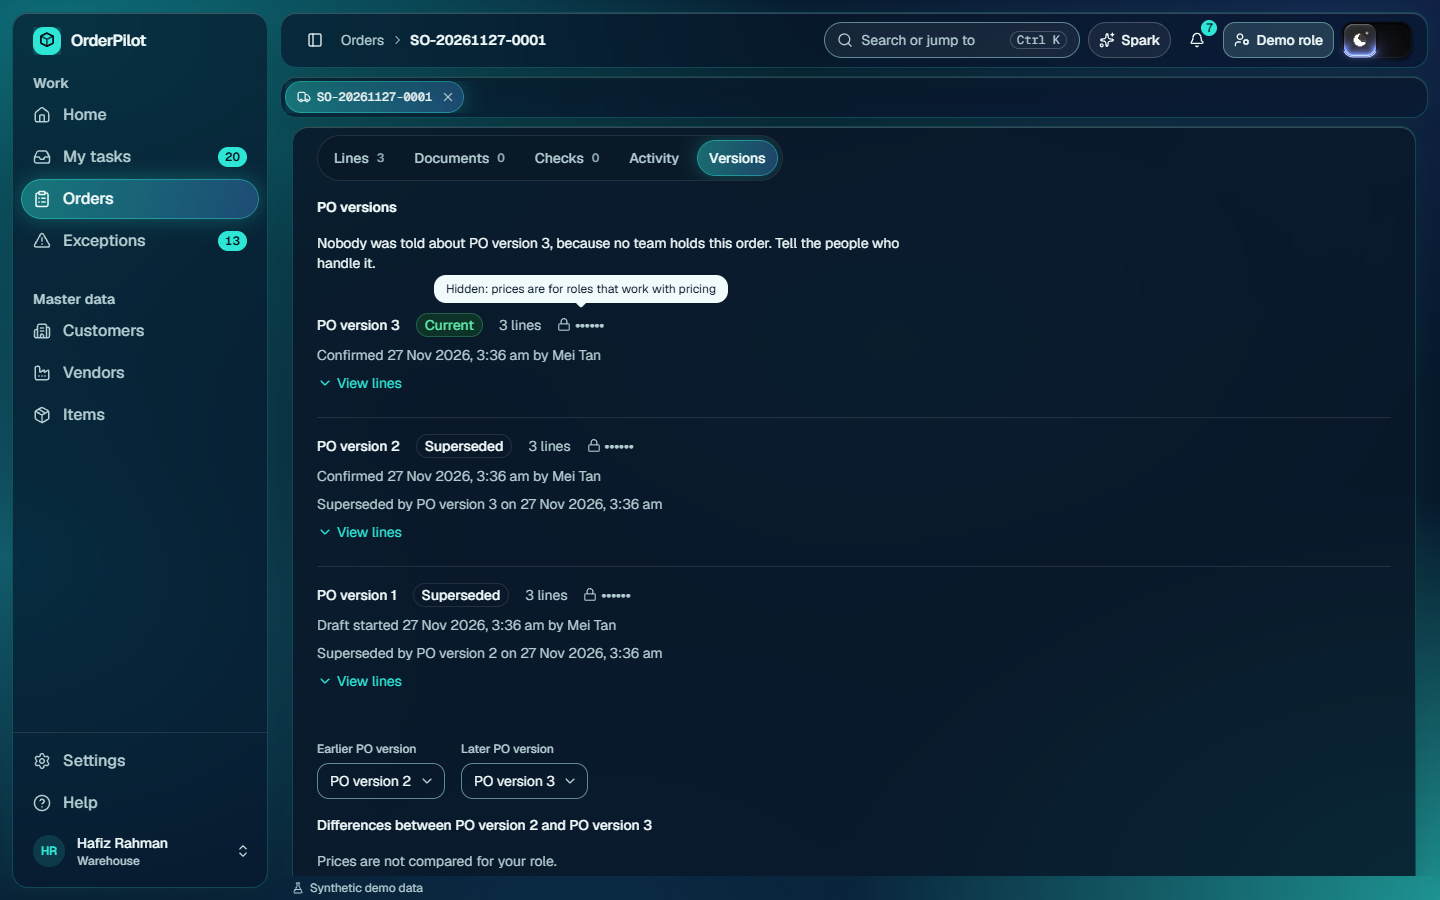 OrderPilot
Work
Home
My tasks 20
Orders
Exceptions 13
Master data
Customers
Vendors
Items
Settings
Help
HR Hafiz Rahman
Warehouse
Orders > SO-20261127-0001
Search or jump to Ctrl K
Spark
7
Demo role
SO-20261127-0001
Lines 3 Documents 0 Checks 0 Activity Versions
PO versions
Nobody was told about PO version 3, because no team holds this order. Tell the people who
handle it.
Hidden: prices are for roles that work with pricing
PO version 3 Current 3 lines ••••••
Confirmed 27 Nov 2026, 3:36 am by Mei Tan
View lines
PO version 2 Superseded 3 lines ••••••
Confirmed 27 Nov 2026, 3:36 am by Mei Tan
Superseded by PO version 3 on 27 Nov 2026, 3:36 am
View lines
PO version 1 Superseded 3 lines ••••••
Draft started 27 Nov 2026, 3:36 am by Mei Tan
Superseded by PO version 2 on 27 Nov 2026, 3:36 am
View lines
Earlier PO version Later PO version
PO version 2 PO version 3
Differences between PO version 2 and PO version 3
Prices are not compared for your role.
Synthetic demo data